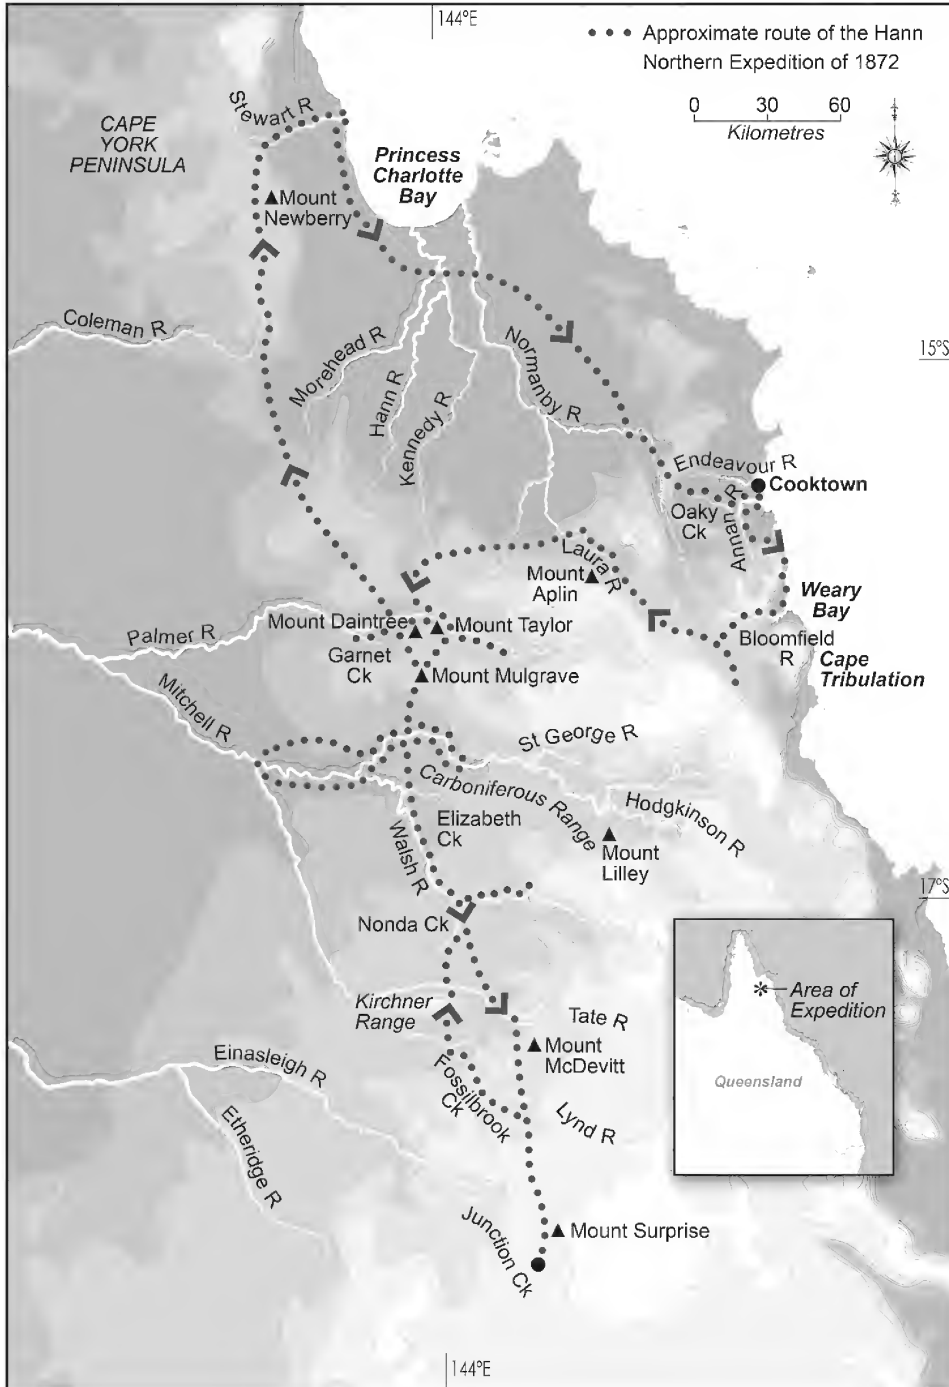 144°E
Approximate route of the Hann
Northern Expedition of 1872
0 30 60
Kilometres
Stewart R
CAPE
YORK
PENINSULA
Princess
Charlotte
Bay
Mount
Newberry
Coleman R
Morehead R
Hann R
Kennedy R
Normanby R
15°S
Endeavour R
Cooktown
Oaky
Ck
Annan R
Laura R
Mount
Aplin
Weary
Bay
Bloomfield
R
Cape
Tribulation
Palmer R
Mount Daintree
Mount Taylor
Garnet
Ck
Mount Mulgrave
Mitchell R
St George R
Carboniferous Range
Hodgkinson R
Elizabeth
Ck
Walsh R
Mount
Lilley
17°S
Nonda Ck
Kirchner
Range
Tate R
Mount
McDevitt
Fossilbrook
Ck
Lynd R
Einasleigh R
Etheridge R
Junction Ck
Mount Surprise
Area of
Expedition
Queensland
144°E